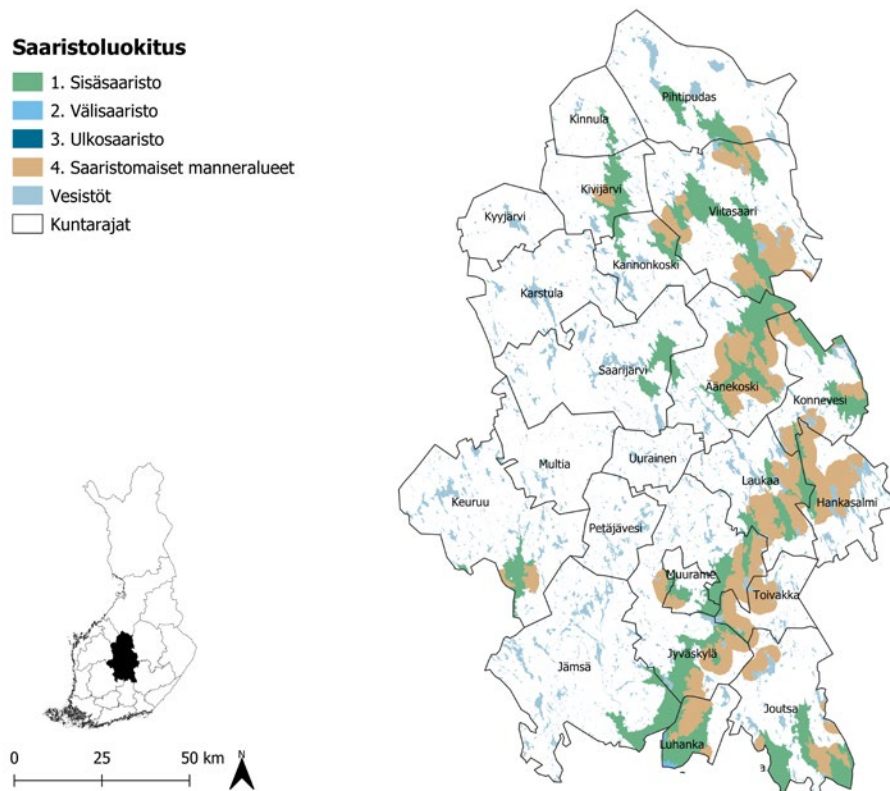 Saaristoluokitus
1. Sisäsaaristo
2. Välisaaristo
3. Ulkosaaristo
4. Saaristomaiset manneralueet
Vesistöt
Kuntarajat
Pihtipudas
Kinnula
Kivijärvi
Viitasaari
Kyyjärvi
Kannonkoski
Karstula
Saarijärvi
Äänekoski
Konnevesi
Uurainen
Multia
Laukaa
Keuruu
Hankasalmi
Petäjävesi
Muurame
Toivakka
Jyväskylä
Jämsä
Joutsa
Luhanka
a
0 25 50 km
N